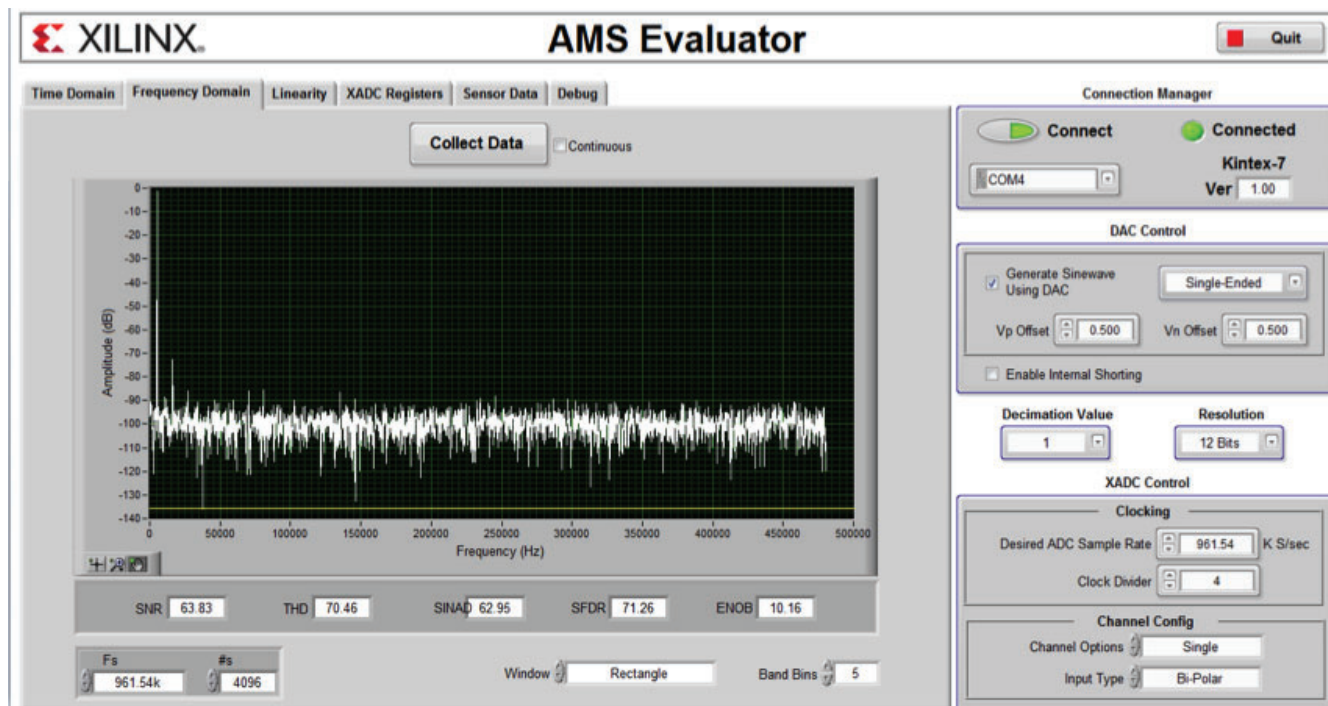 XILINX.
AMS Evaluator
Quit
Time Domain Frequency Domain Linearity XADC Registers Sensor Data Debug
Collect Data Continuous
Amplitude (dB)
0
-10
-20
-30
-40
-50
-60
-70
-80
-90
-100
-110
-120
-130
-140
0 50000 100000 150000 200000 250000 300000 350000 400000 450000 500000
Frequency (Hz)
SNR 63.83 THD 70.46 SINAD 62.95 SFDR 71.26 ENOB 10.16
Fs #s
961.54k 4096
Window Rectangle Band Bins 5
Connection Manager
Connect Connected
COM4 Kintex-7
Ver 1.00
DAC Control
Generate Sinewave
Using DAC
Single-Ended
Vp Offset 0.500 Vn Offset 0.500
Enable Internal Shorting
Decimation Value Resolution
1 12 Bits
XADC Control
Clocking
Desired ADC Sample Rate 961.54 K S/sec
Clock Divider 4
Channel Config
Channel Options Single
Input Type Bi-Polar